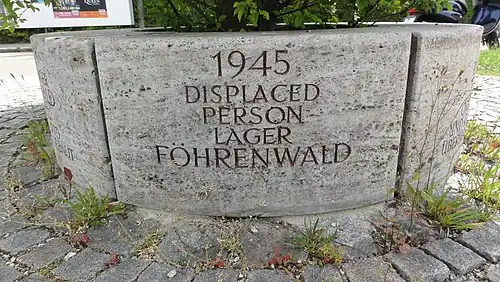 1945
DISPLACED
PERSON
LAGER
FÖHRENWALD